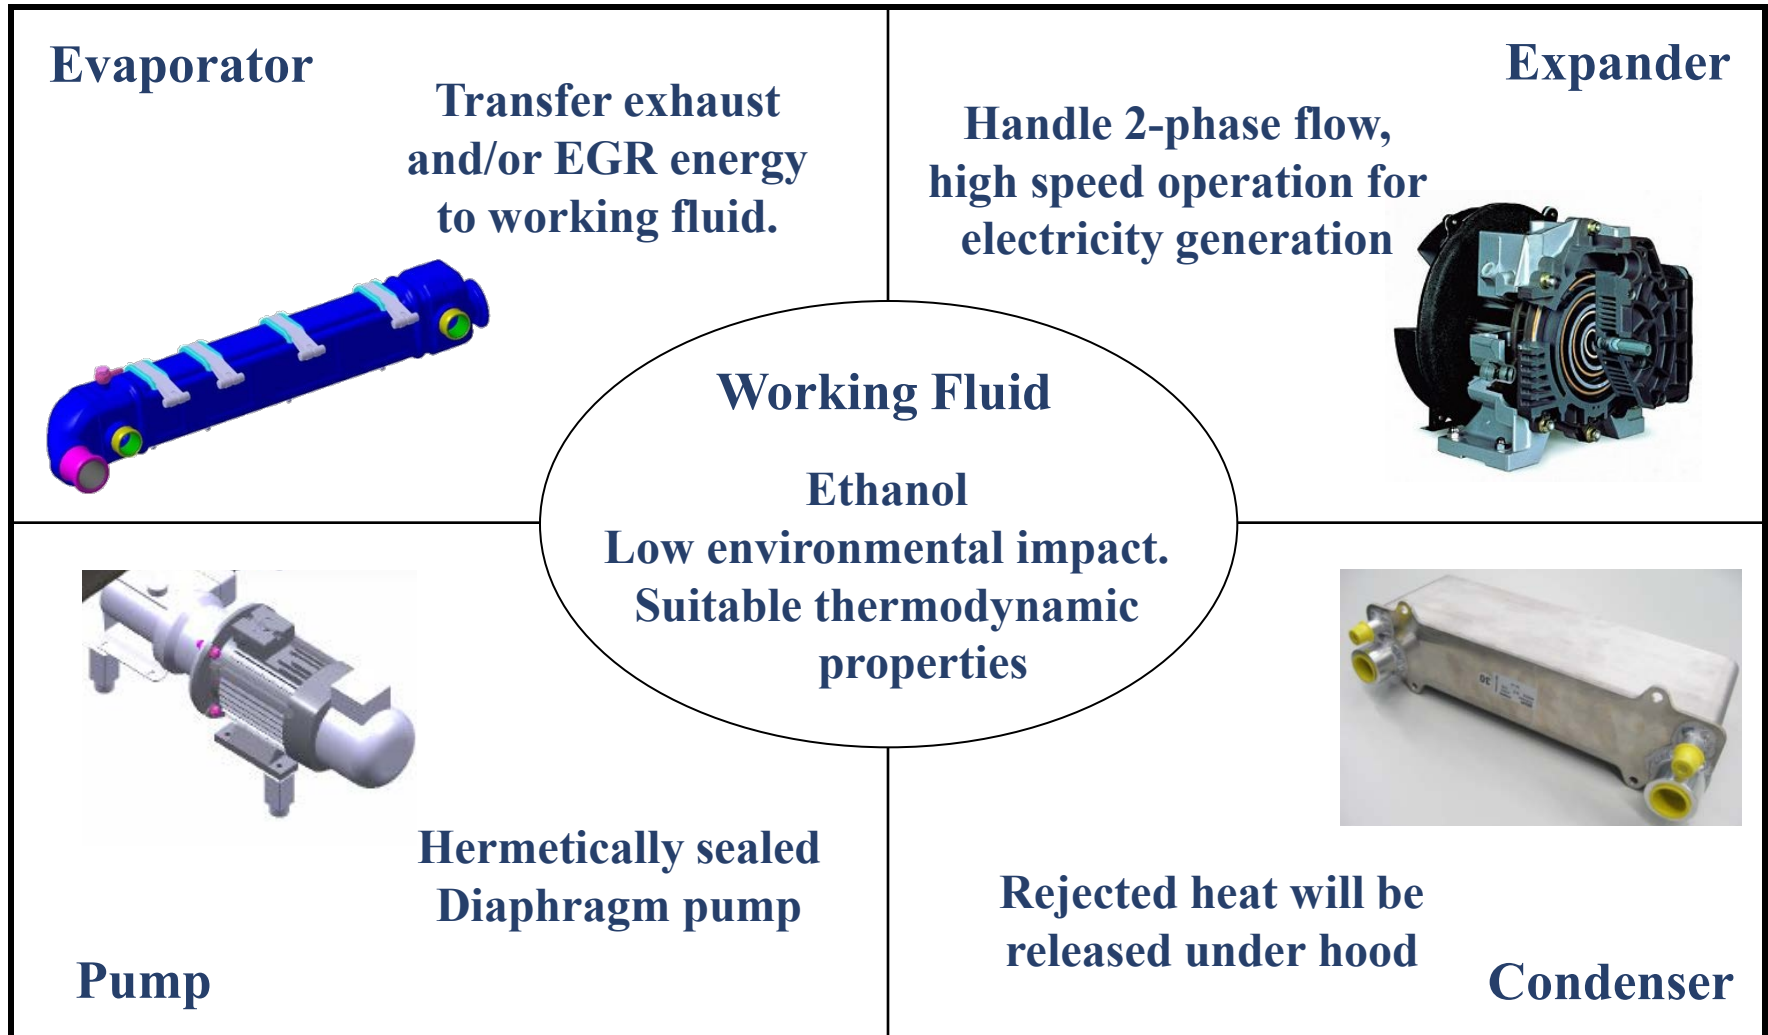 Evaporator
Transfer exhaust
and/or EGR energy
to working fluid.
Expander
Handle 2-phase flow,
high speed operation for
electricity generation
Working Fluid
Ethanol
Low environmental impact.
Suitable thermodynamic
properties
Hermetically sealed
Diaphragm pump
Pump
30
Rejected heat will be
released under hood
Condenser